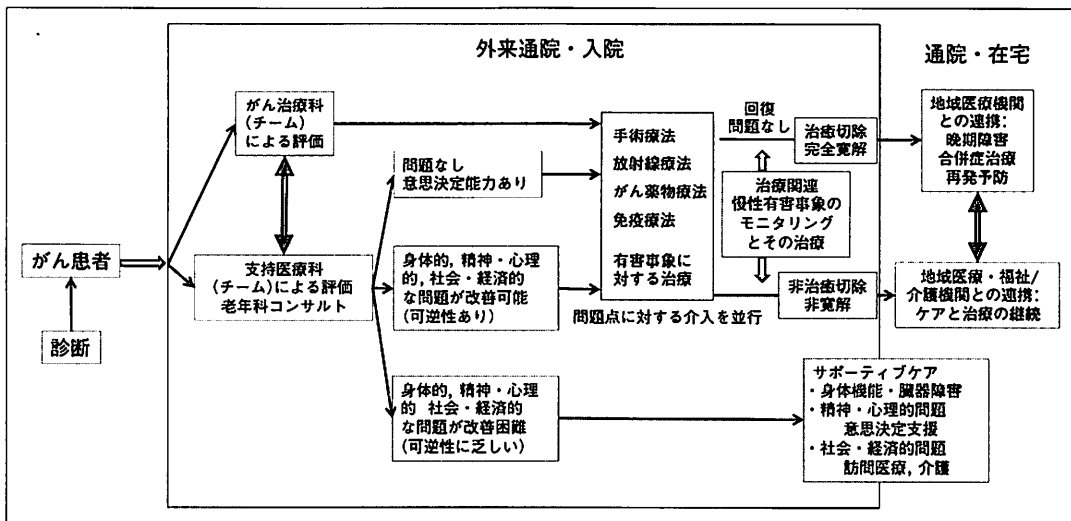 外来通院・入院
通院・在宅
がん患者
診断
がん治療科
(チーム)
による評価
支持医療科
(チーム)による評価
老年科コンサルト
問題なし
意思決定能力あり
身体的, 精神・心理
的, 社会・経済的
な問題が改善可能
(可逆性あり)
身体的, 精神・心理
的 社会・経済的
な問題が改善困難
(可逆性に乏しい)
手術療法
放射線療法
がん薬物療法
免疫療法
有害事象に
対する治療
問題点に対する介入を並行
回復
問題なし
治癒切除
完全寛解
治療関連
慢性有害事象の
モニタリング
とその治療
非治癒切除
非寛解
地域医療機関
との連携:
晩期障害
合併症治療
再発予防
地域医療・福祉/
介護機関との連携:
ケアと治療の継続
サポーティブケア
・身体機能・臓器障害
・精神・心理的問題
意思決定支援
・社会・経済的問題
訪問医療, 介護